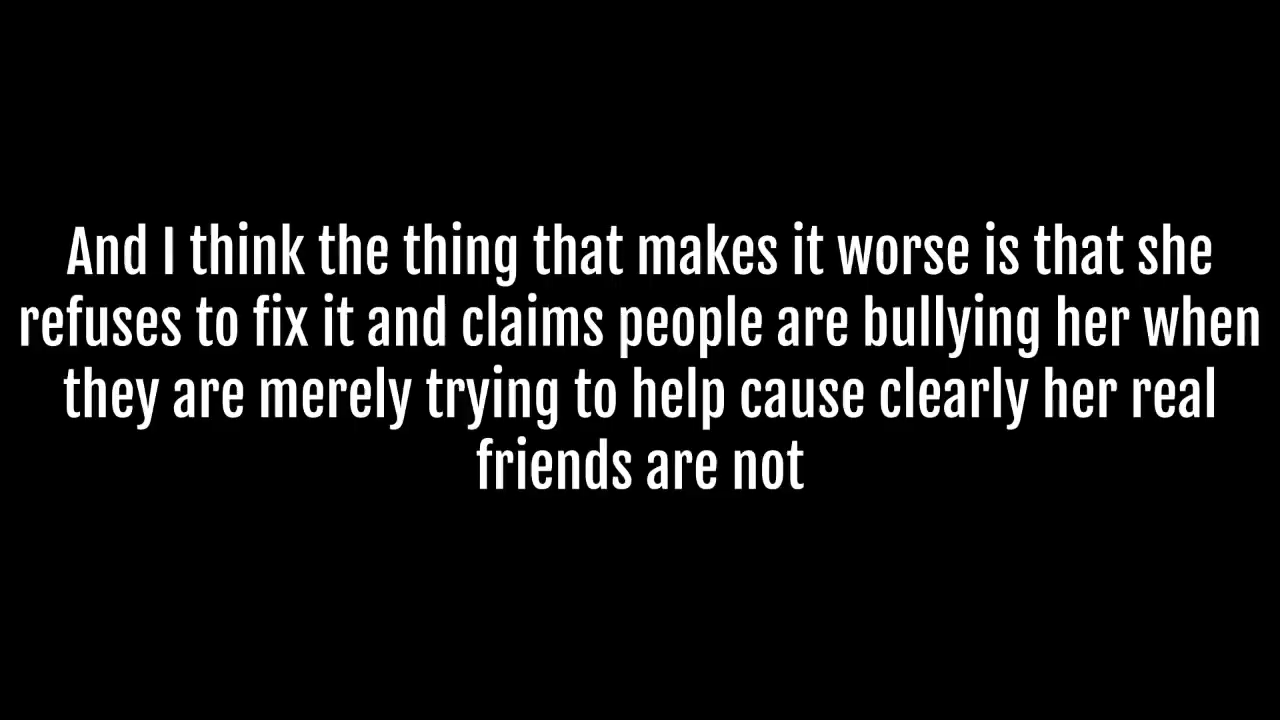 And I think the thing that makes it worse is that she
refuses to fix it and claims people are bullying her when
they are merely trying to help cause clearly her real
friends are not